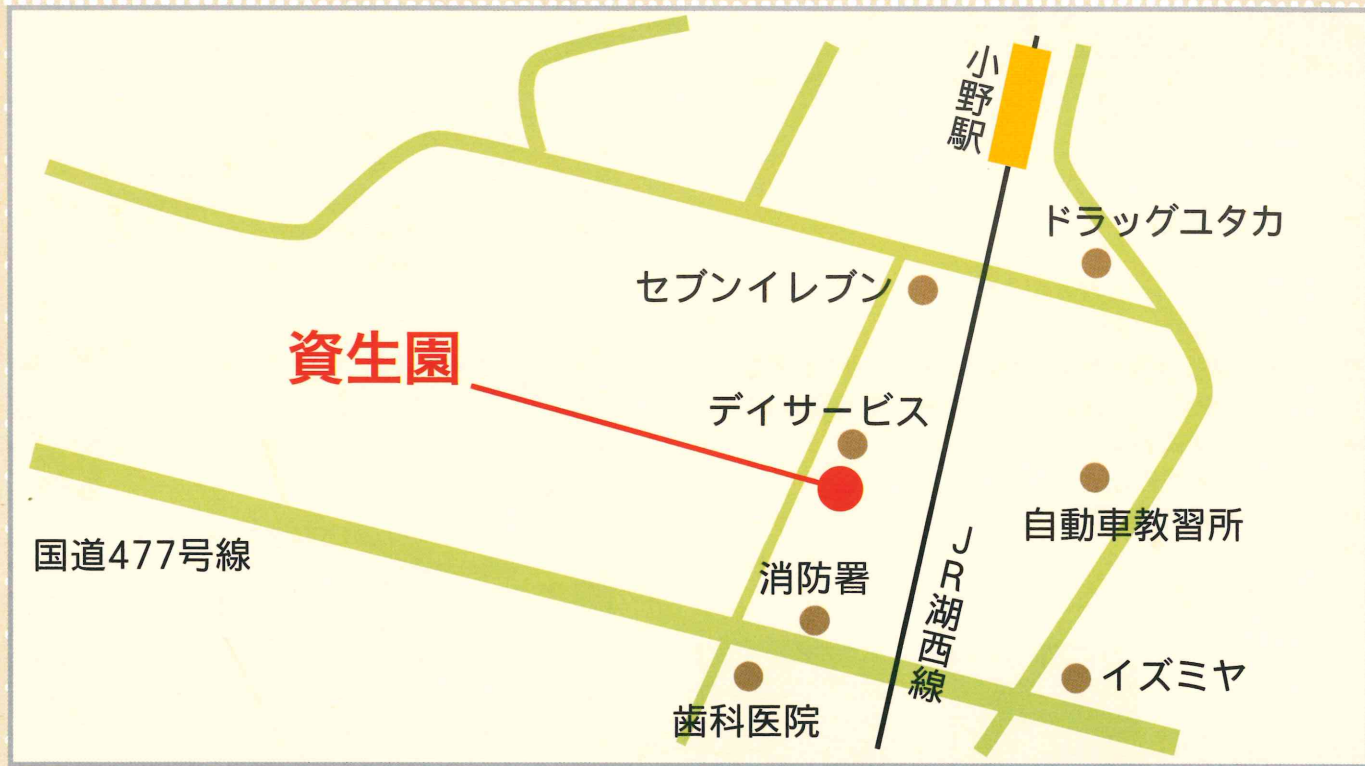 小野駅
ドラッグユタカ
セブンイレブン
資生園
デイサービス
自動車教習所
国道477号線
消防署
JR湖西線
イズミヤ
歯科医院